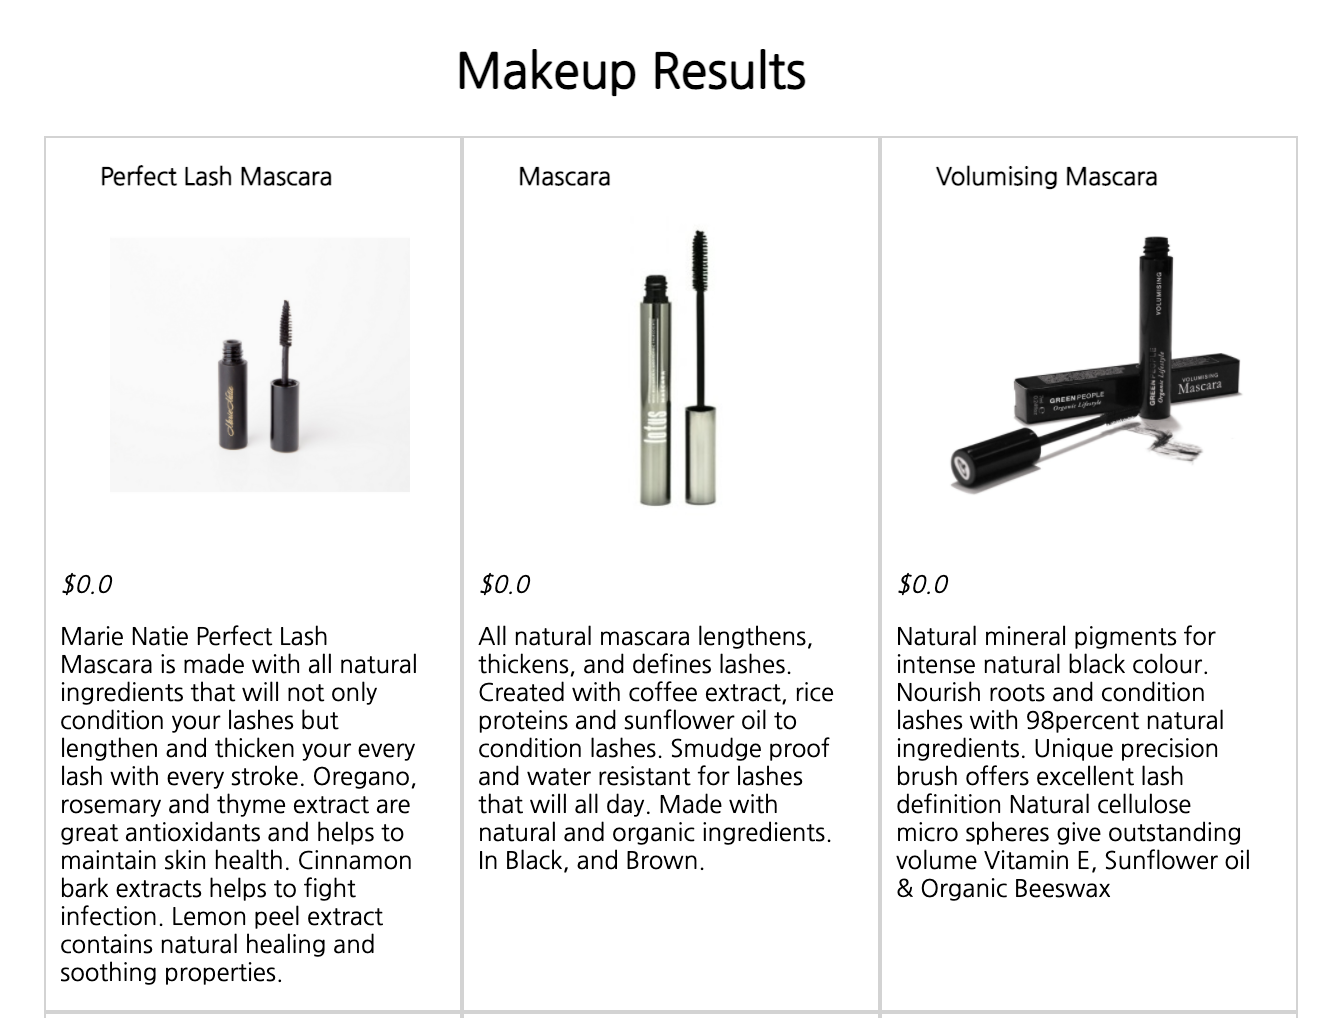 Makeup Results
Perfect Lash Mascara
Mascara
Volumising Mascara
Marie Natie
lotus
VOLUMISING
GREEN PEOPLE
Organic Lifestyle
GREEN PEOPLE
Organic Lifestyle
VOLUMISING
Mascara
$0.0
$0.0
$0.0
Marie Natie Perfect Lash
Mascara is made with all natural
ingredients that will not only
condition your lashes but
lengthen and thicken your every
lash with every stroke. Oregano,
rosemary and thyme extract are
great antioxidants and helps to
maintain skin health. Cinnamon
bark extracts helps to fight
infection. Lemon peel extract
contains natural healing and
soothing properties.
All natural mascara lengthens,
thickens, and defines lashes.
Created with coffee extract, rice
proteins and sunflower oil to
condition lashes. Smudge proof
and water resistant for lashes
that will all day. Made with
natural and organic ingredients.
In Black, and Brown.
Natural mineral pigments for
intense natural black colour.
Nourish roots and condition
lashes with 98percent natural
ingredients. Unique precision
brush offers excellent lash
definition Natural cellulose
micro spheres give outstanding
volume Vitamin E, Sunflower oil
& Organic Beeswax